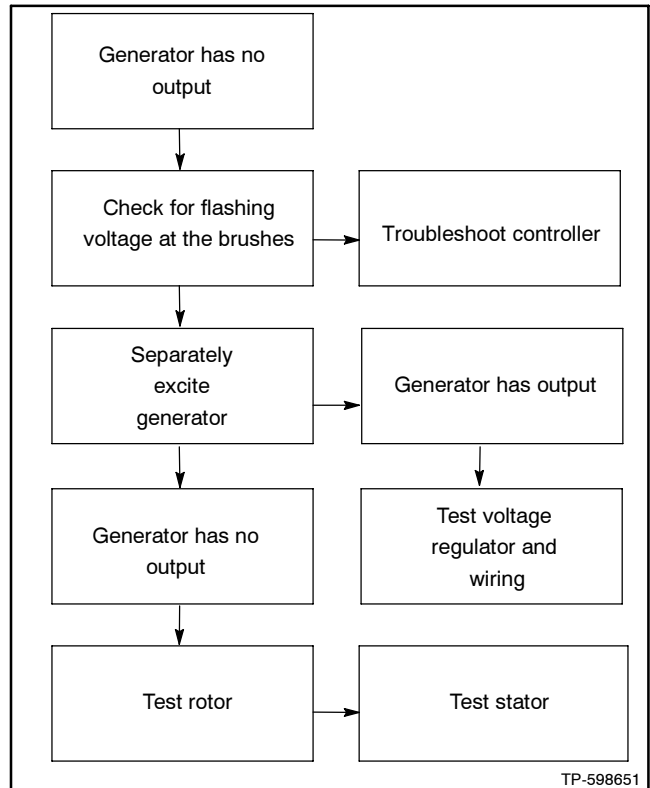 Generator has no
output
Check for flashing
voltage at the brushes
Troubleshoot controller
Separately
excite
generator
Generator has output
Generator has no
output
Test voltage
regulator and
wiring
Test rotor
Test stator
TP-598651